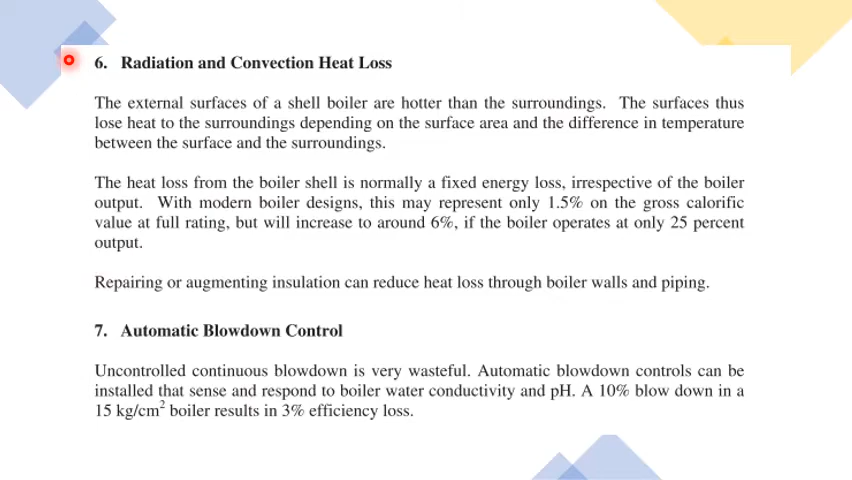 6. Radiation and Convection Heat Loss
The external surfaces of a shell boiler are hotter than the surroundings. The surfaces thus
lose heat to the surroundings depending on the surface area and the difference in temperature
between the surface and the surroundings.
The heat loss from the boiler shell is normally a fixed energy loss, irrespective of the boiler
output. With modern boiler designs, this may represent only 1.5% on the gross calorific
value at full rating, but will increase to around 6%, if the boiler operates at only 25 percent
output.
Repairing or augmenting insulation can reduce heat loss through boiler walls and piping.
7. Automatic Blowdown Control
Uncontrolled continuous blowdown is very wasteful. Automatic blowdown controls can be
installed that sense and respond to boiler water conductivity and pH. A 10% blow down in a
15 kg/cm² boiler results in 3% efficiency loss.